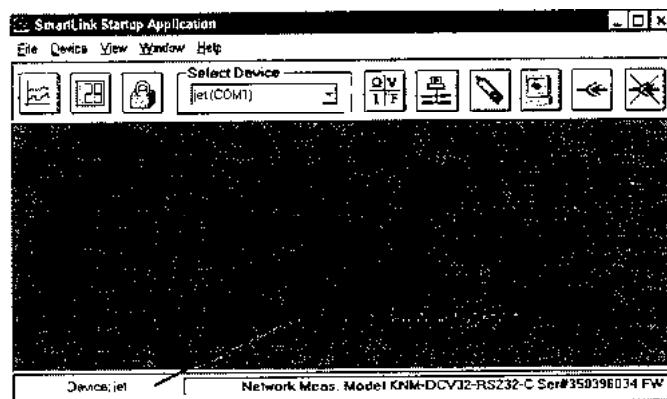 SmartLink Startup Application
File Device View Window Help
Select Device
jet (COM1)
29
Ω V
I F
Device: jet
Network Meas. Model KNM-DCV32-RS232-C Ser#350396034 FW